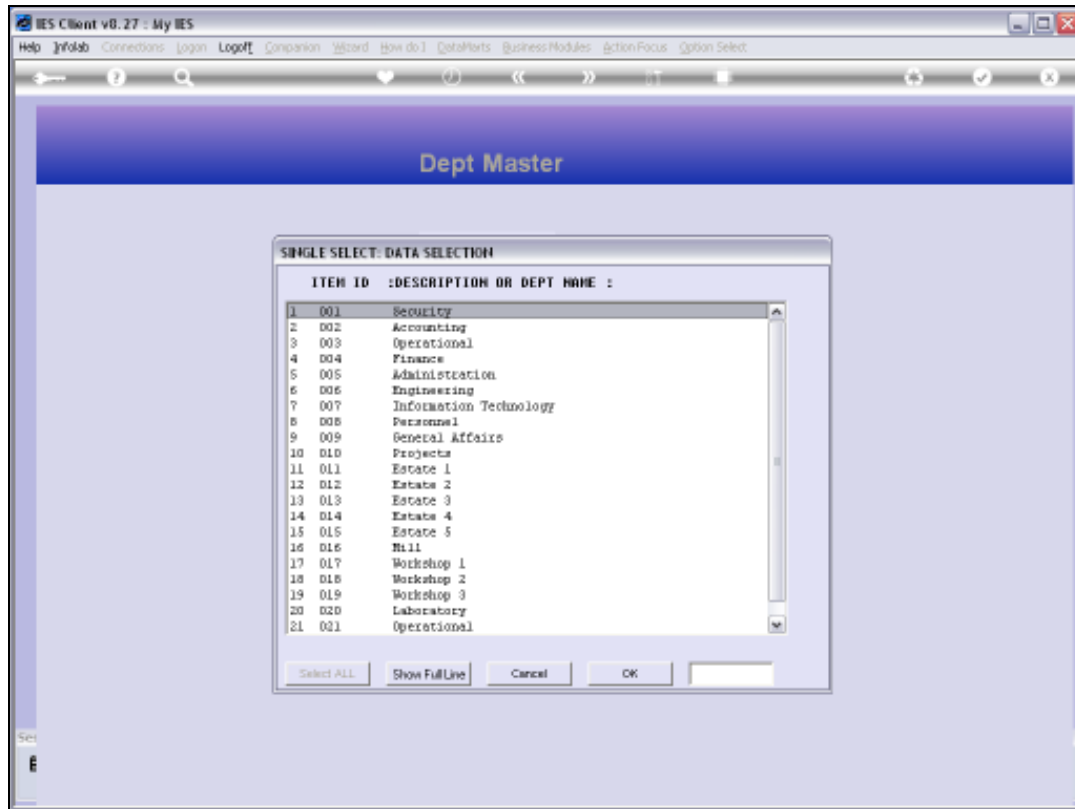 IES Client v8.27 : My IES
Help Infolab Connections Logon Logoff Companion Wizard How do I DataMarts Business Modules Action Focus Option Select
Dept Master
SINGLE SELECT: DATA SELECTION
ITEM ID :DESCRIPTION OR DEPT NAME :
1 001 Security
2 002 Accounting
3 003 Operational
4 004 Finance
5 005 Administration
6 006 Engineering
7 007 Information Technology
8 008 Personnel
9 009 General Affairs
10 010 Projects
11 011 Estate 1
12 012 Estate 2
13 013 Estate 3
14 014 Estate 4
15 015 Estate 5
16 016 Mill
17 017 Workshop 1
18 018 Workshop 2
19 019 Workshop 3
20 020 Laboratory
21 021 Operational
Select ALL Show Full Line Cancel OK